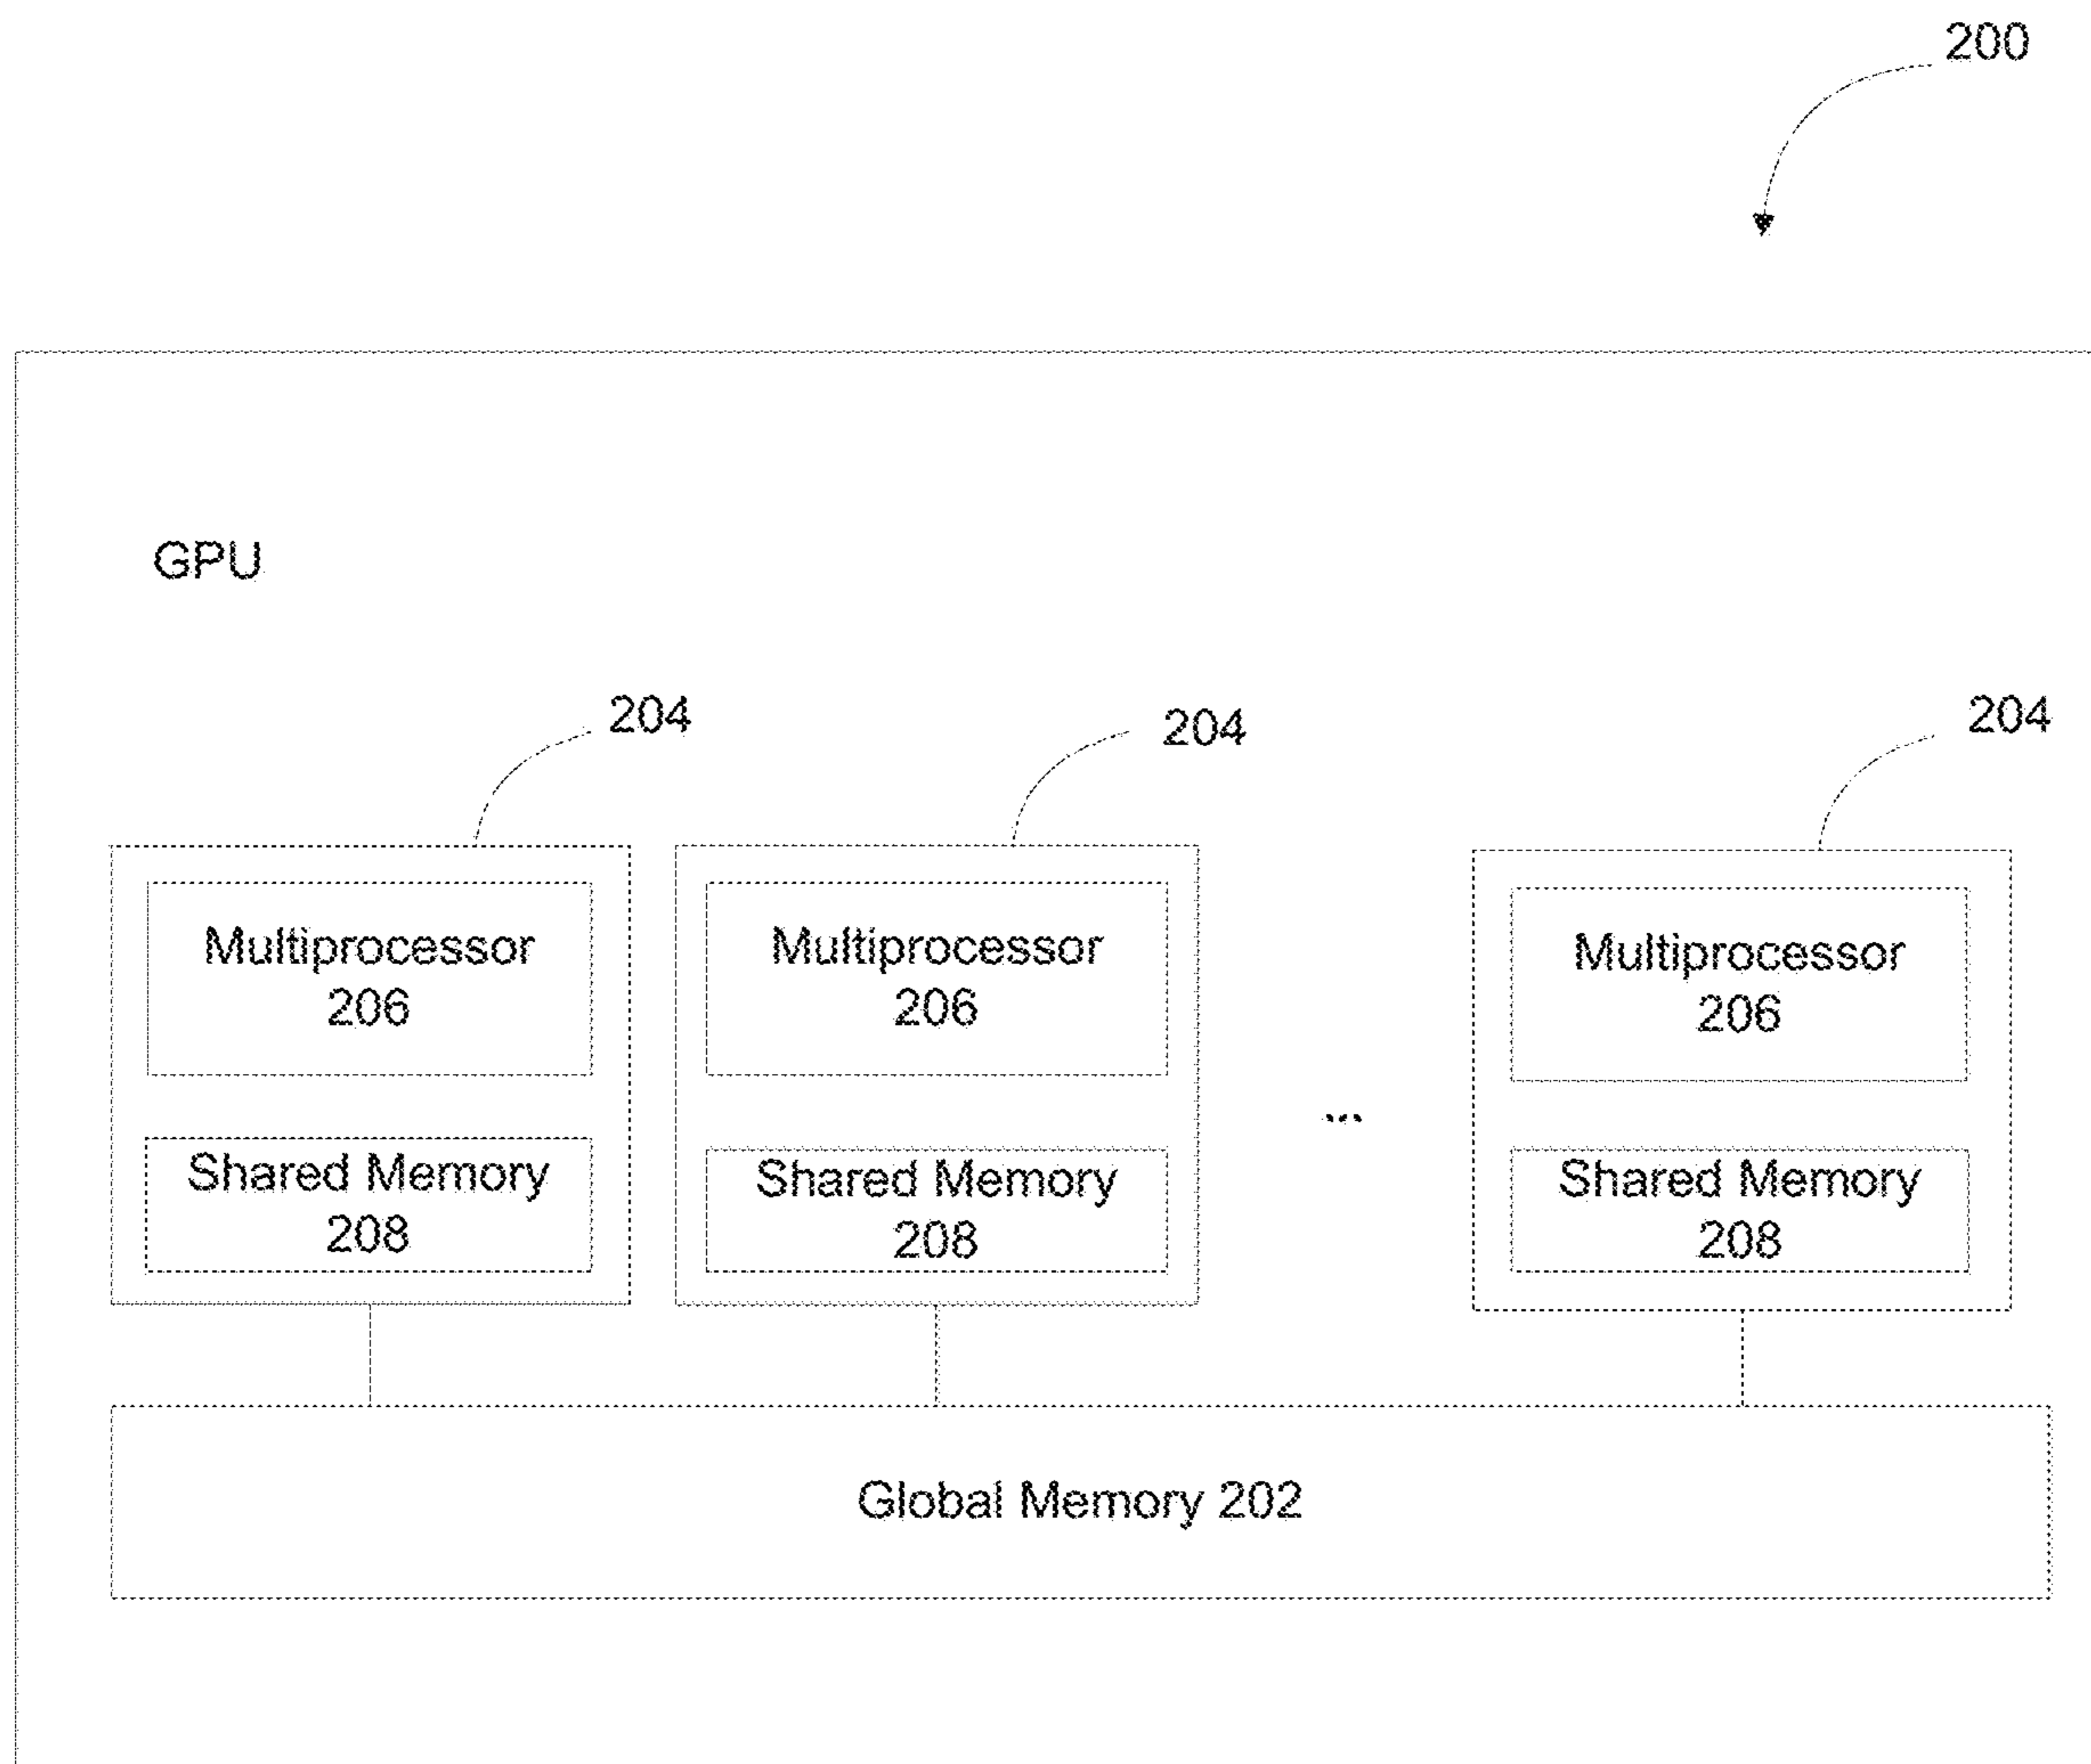 200
GPU
204
204
204
Multiprocessor
206
Shared Memory
208
Multiprocessor
206
Shared Memory
208
...
Multiprocessor
206
Shared Memory
208
Global Memory 202